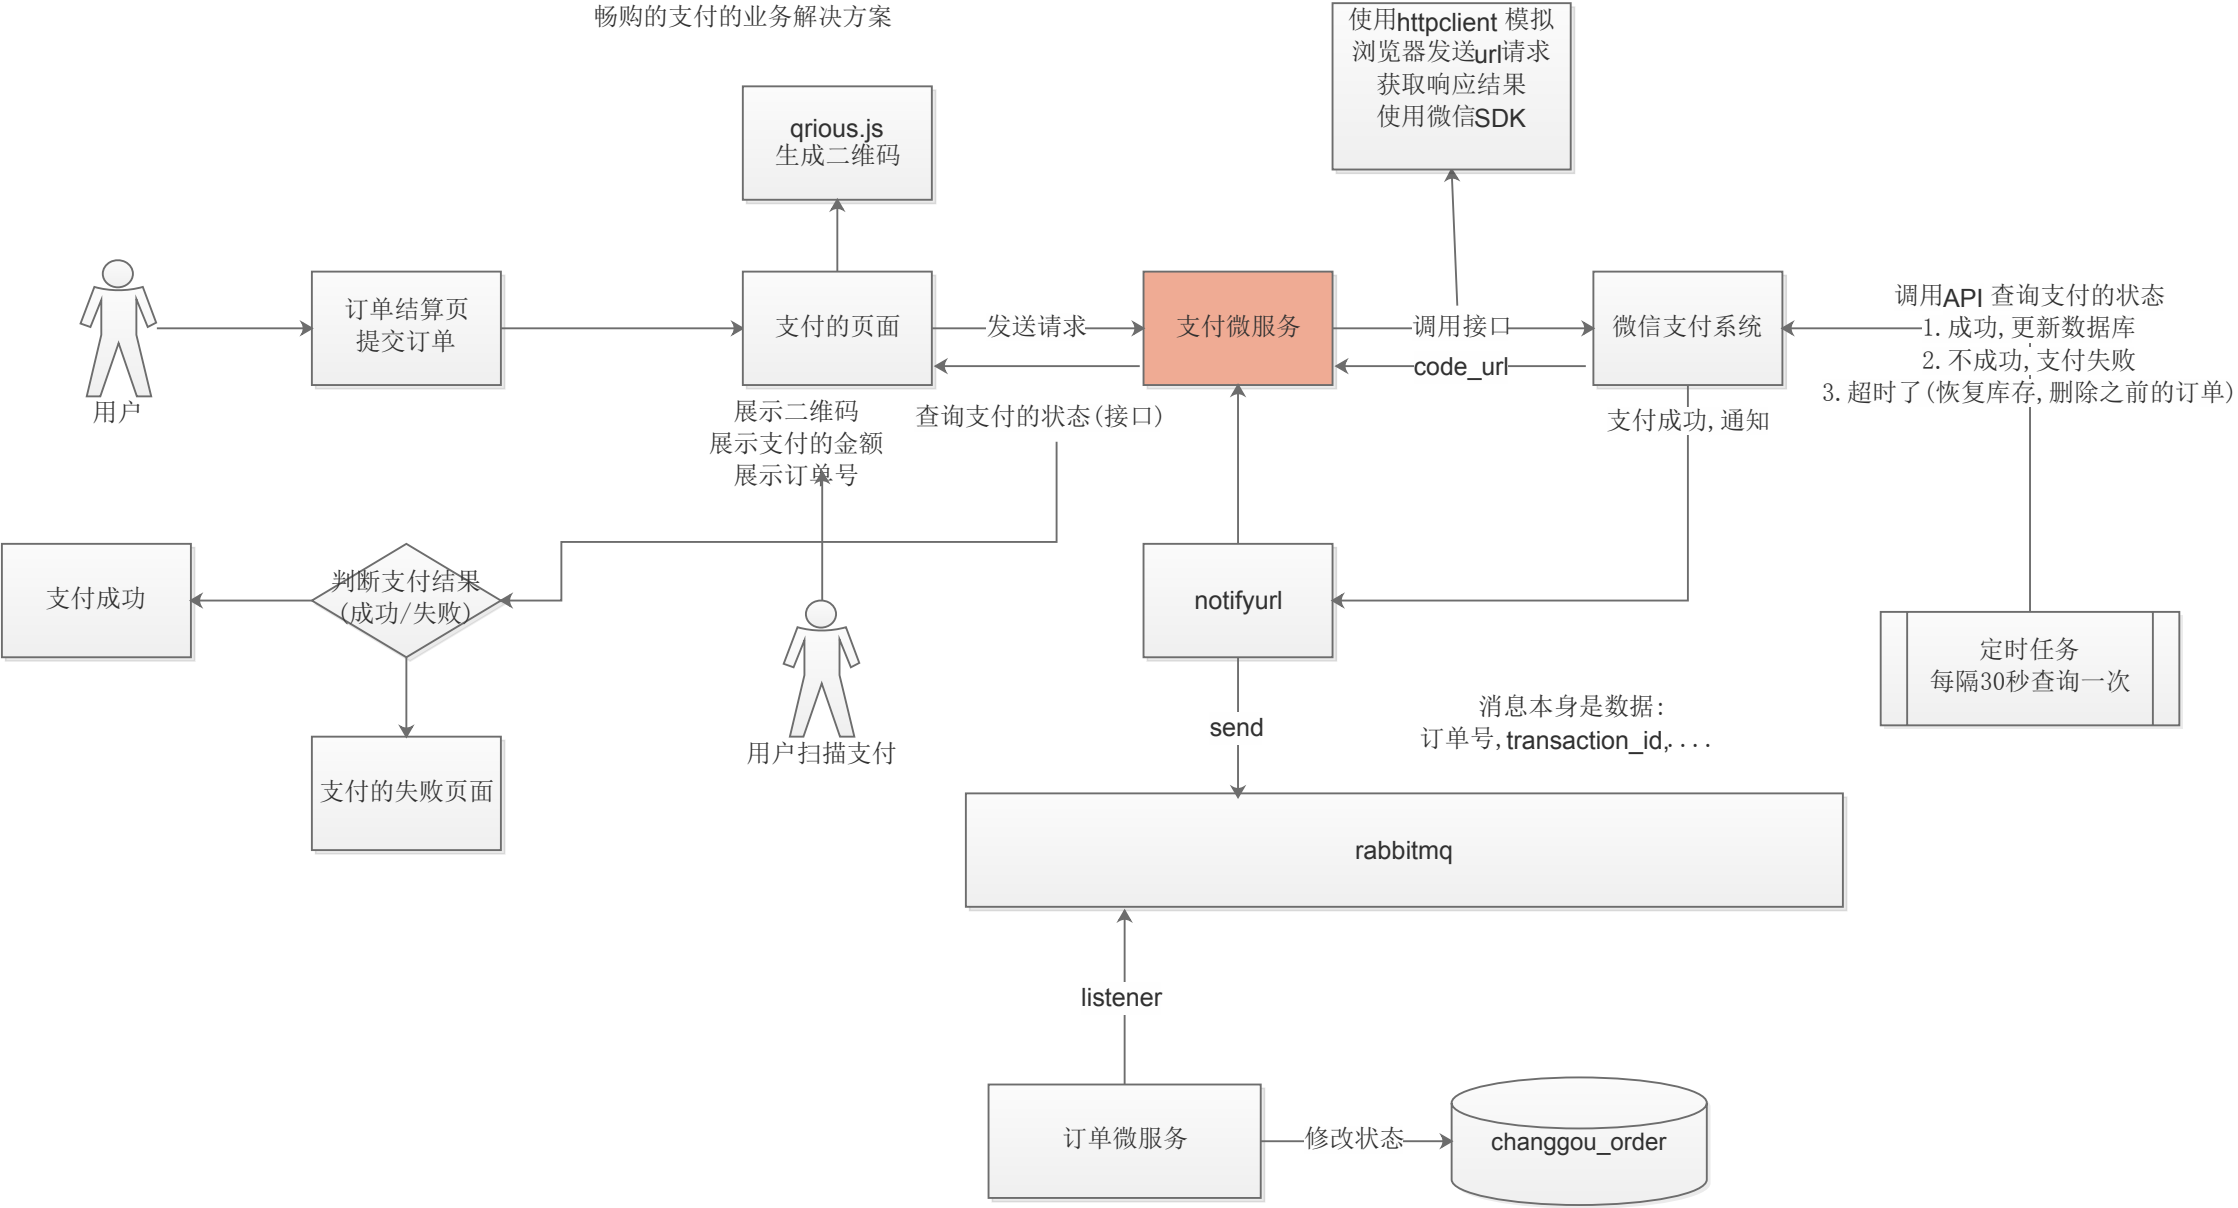 畅购的支付的业务解决方案
使用httpclient 模拟
浏览器发送url请求
获取响应结果
使用微信SDK
qrious.js
生成二维码
用户
订单结算页
提交订单
支付的页面
发送请求
支付微服务
调用接口
code_url
微信支付系统
调用API 查询支付的状态
1.成功,更新数据库
2.不成功,支付失败
3.超时了(恢复库存,删除之前的订单)
展示二维码
展示支付的金额
展示订单号
查询支付的状态(接口)
支付成功,通知
支付成功
判断支付结果
(成功/失败)
支付的失败页面
用户扫描支付
notifyurl
定时任务
每隔30秒查询一次
send
消息本身是数据:
订单号,transaction_id,....
rabbitmq
listener
订单微服务
修改状态
changgou_order